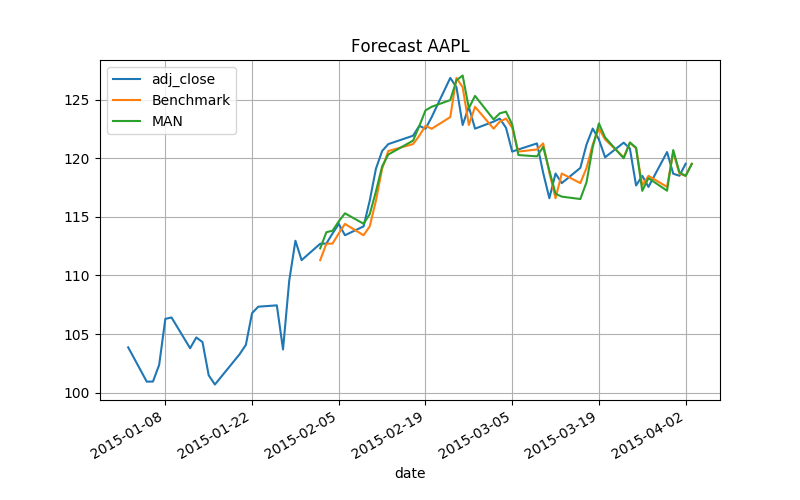 Forecast AAPL
adj_close
Benchmark
MAN
125
120
115
110
105
100
2015-01-08
2015-01-22
2015-02-05
2015-02-19
2015-03-05
2015-03-19
2015-04-02
date